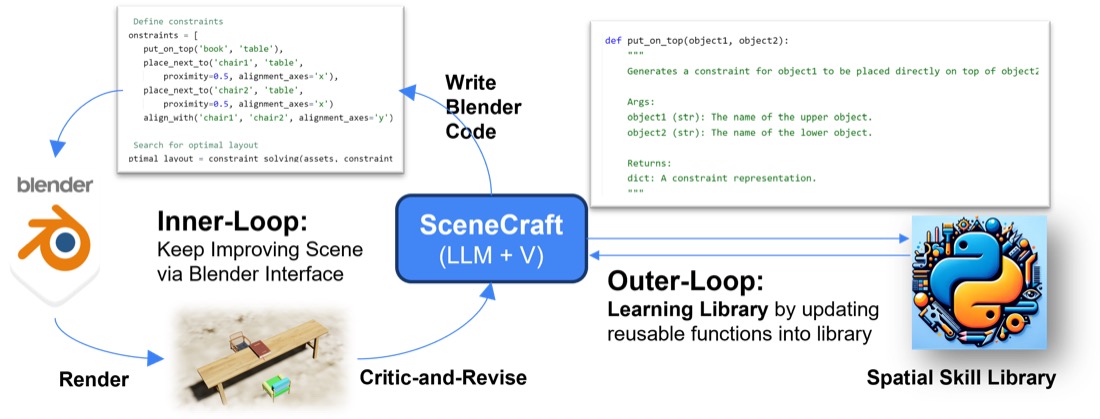 Define constraints
onstraints = [
put_on_top('book', 'table'),
place_next_to('chair1', 'table',
proximity=0.5, alignment_axes='x'),
place_next_to('chair2', 'table',
proximity=0.5, alignment_axes='x')
align_with('chair1', 'chair2', alignment_axes='y')
Search for optimal layout
ptimal layout = constraint solving(assets, constraint
Write
Blender
Code
def put_on_top(object1, object2):
"""
Generates a constraint for object1 to be placed directly on top of object2
Args:
object1 (str): The name of the upper object.
object2 (str): The name of the lower object.
Returns:
dict: A constraint representation.
"""
blender
Inner-Loop:
Keep Improving Scene
via Blender Interface
SceneCraft
(LLM + V)
Outer-Loop:
Learning Library by updating
reusable functions into library
Render
Critic-and-Revise
Spatial Skill Library